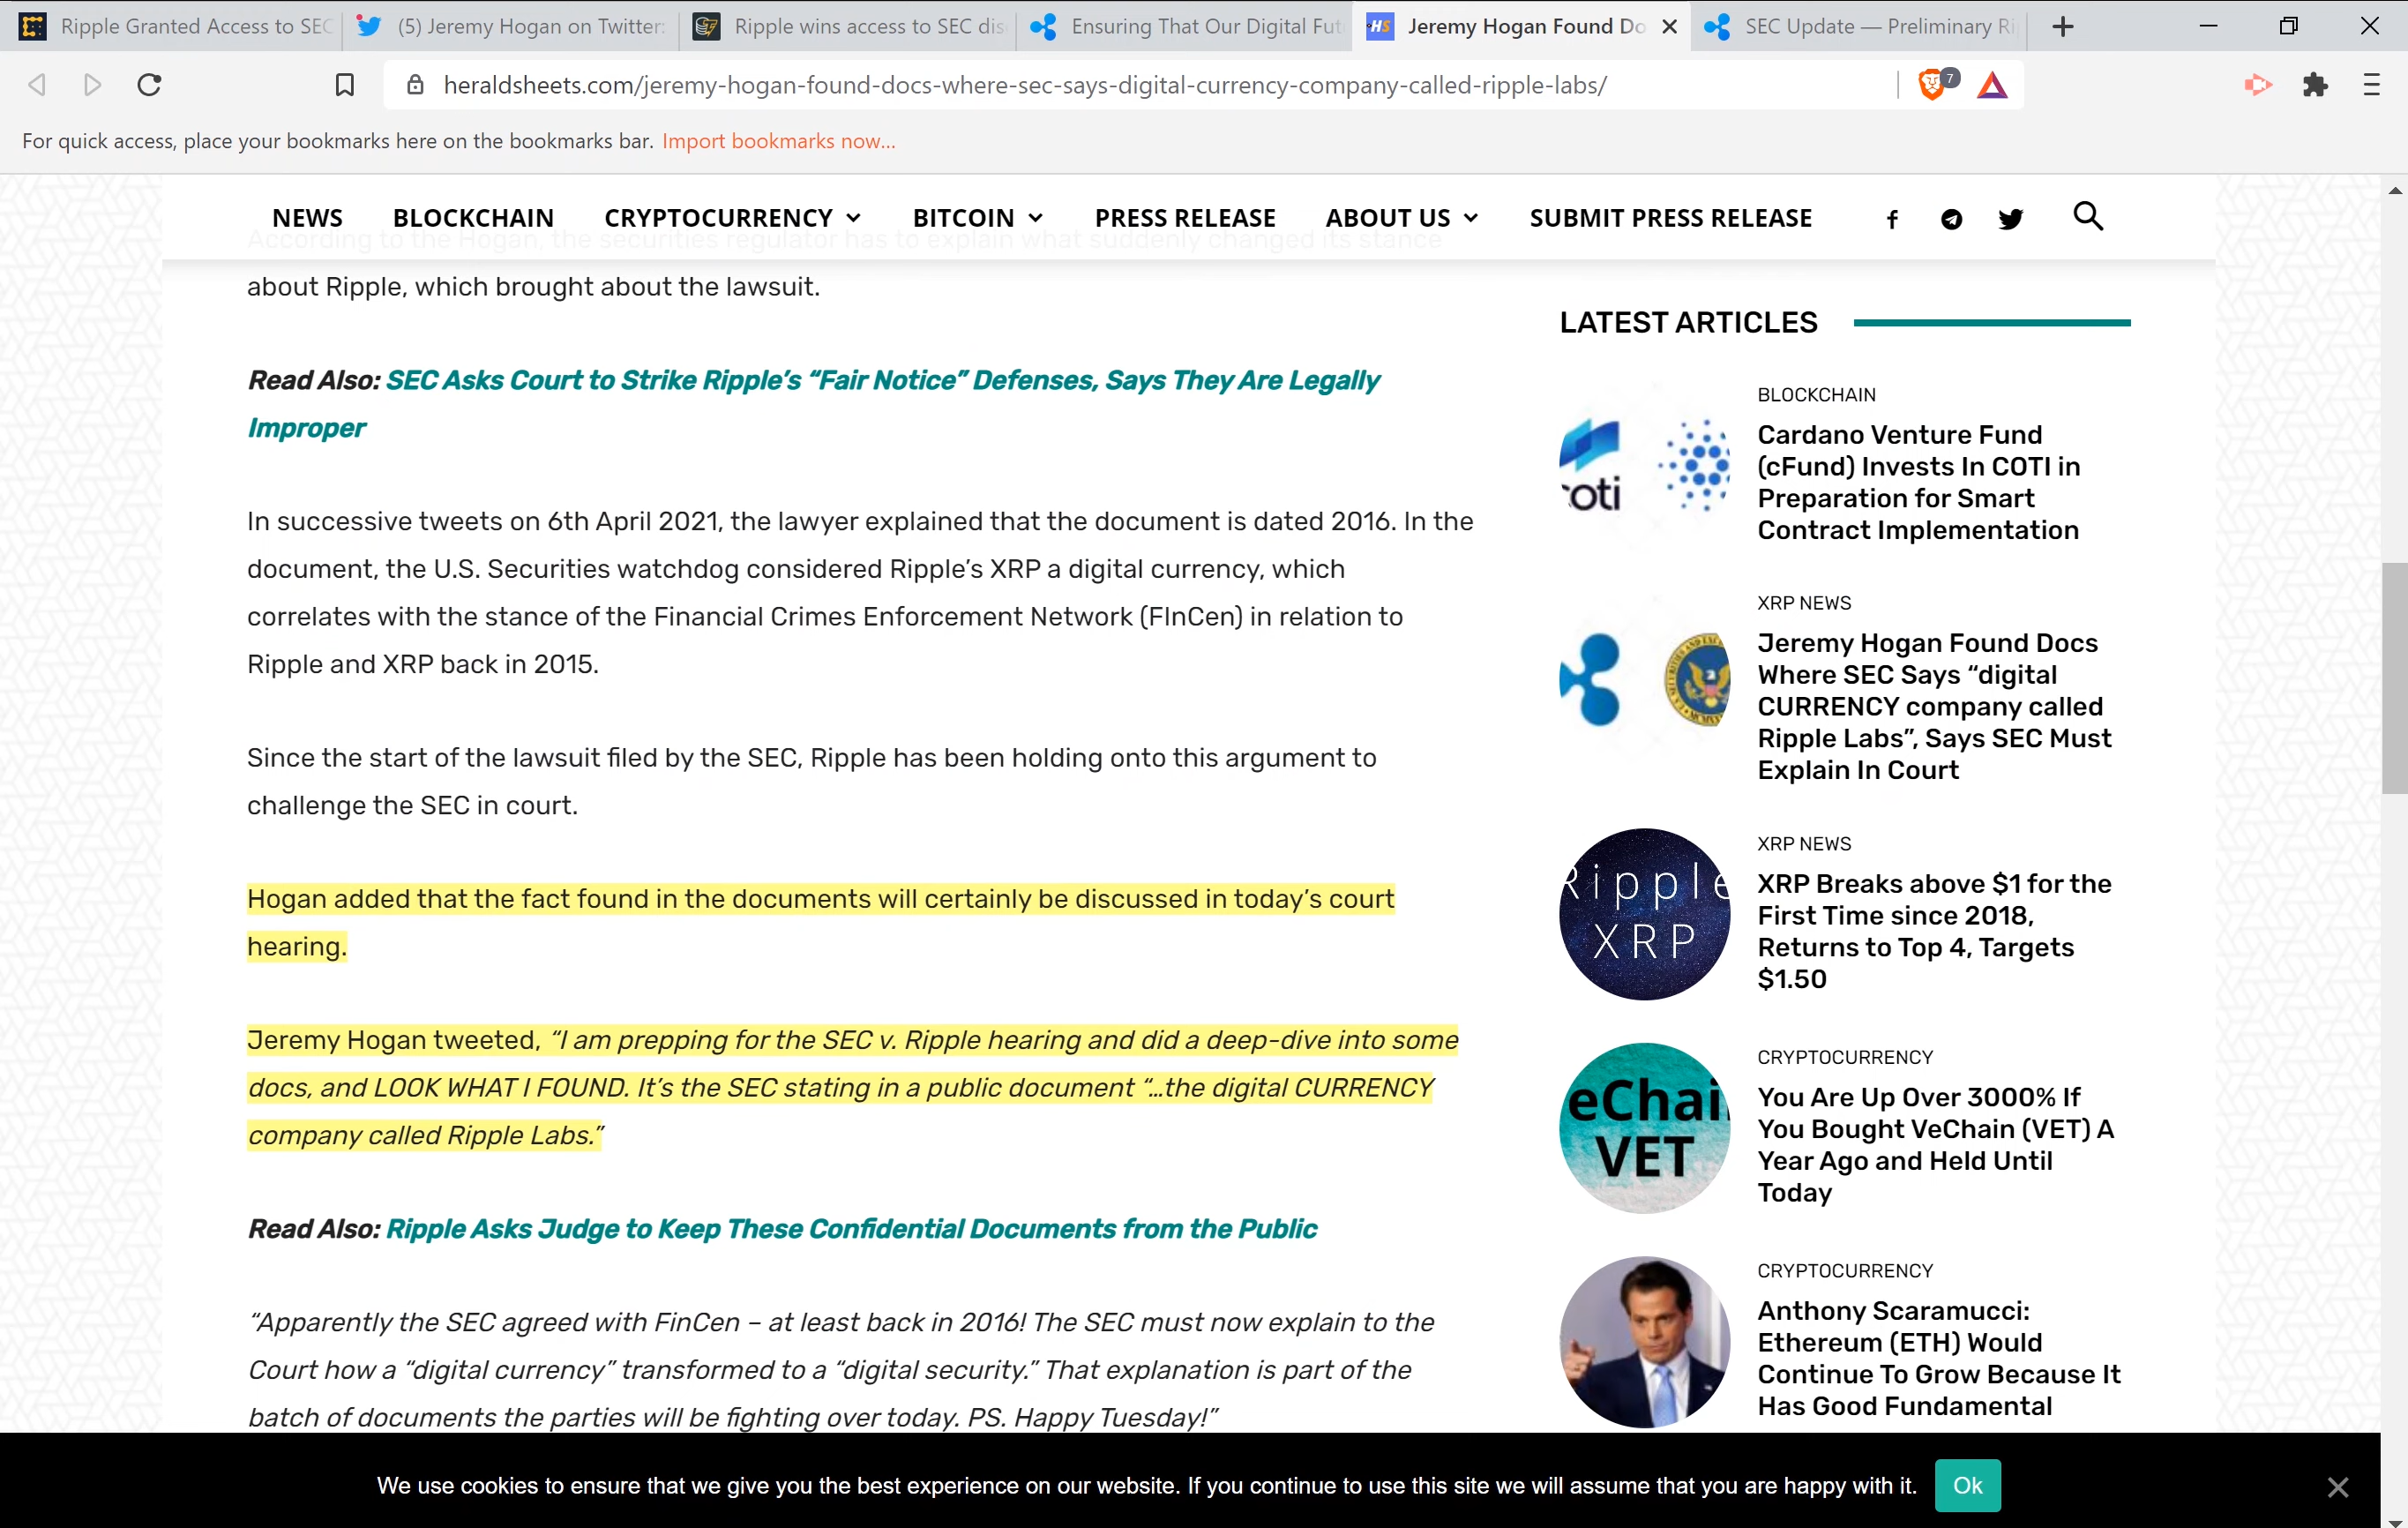 Ripple Granted Access to SEC
(5) Jeremy Hogan on Twitter:
Ripple wins access to SEC dis
Ensuring That Our Digital Fut
Jeremy Hogan Found Do
SEC Update — Preliminary Ri
heraldsheets.com/jeremy-hogan-found-docs-where-sec-says-digital-currency-company-called-ripple-labs/
7
For quick access, place your bookmarks here on the bookmarks bar. Import bookmarks now...
NEWS BLOCKCHAIN CRYPTOCURRENCY BITCOIN PRESS RELEASE ABOUT US SUBMIT PRESS RELEASE
According to the Hogan, the securities regulator has to explain what suddenly changed its stance
about Ripple, which brought about the lawsuit.
Read Also: SEC Asks Court to Strike Ripple’s “Fair Notice” Defenses, Says They Are Legally
Improper
In successive tweets on 6th April 2021, the lawyer explained that the document is dated 2016. In the
document, the U.S. Securities watchdog considered Ripple’s XRP a digital currency, which
correlates with the stance of the Financial Crimes Enforcement Network (FInCen) in relation to
Ripple and XRP back in 2015.
Since the start of the lawsuit filed by the SEC, Ripple has been holding onto this argument to
challenge the SEC in court.
Hogan added that the fact found in the documents will certainly be discussed in today’s court
hearing.
Jeremy Hogan tweeted, “I am prepping for the SEC v. Ripple hearing and did a deep-dive into some
docs, and LOOK WHAT I FOUND. It’s the SEC stating in a public document “…the digital CURRENCY
company called Ripple Labs.”
Read Also: Ripple Asks Judge to Keep These Confidential Documents from the Public
“Apparently the SEC agreed with FinCen – at least back in 2016! The SEC must now explain to the
Court how a “digital currency” transformed to a “digital security.” That explanation is part of the
batch of documents the parties will be fighting over today. PS. Happy Tuesday!”
LATEST ARTICLES
coti
BLOCKCHAIN
Cardano Venture Fund
(cFund) Invests In COTI in
Preparation for Smart
Contract Implementation
XRP NEWS
Jeremy Hogan Found Docs
Where SEC Says “digital
CURRENCY company called
Ripple Labs”, Says SEC Must
Explain In Court
Ripple
XRP
XRP NEWS
XRP Breaks above $1 for the
First Time since 2018,
Returns to Top 4, Targets
$1.50
eChai
VET
CRYPTOCURRENCY
You Are Up Over 3000% If
You Bought VeChain (VET) A
Year Ago and Held Until
Today
CRYPTOCURRENCY
Anthony Scaramucci:
Ethereum (ETH) Would
Continue To Grow Because It
Has Good Fundamental
We use cookies to ensure that we give you the best experience on our website. If you continue to use this site we will assume that you are happy with it.
Ok